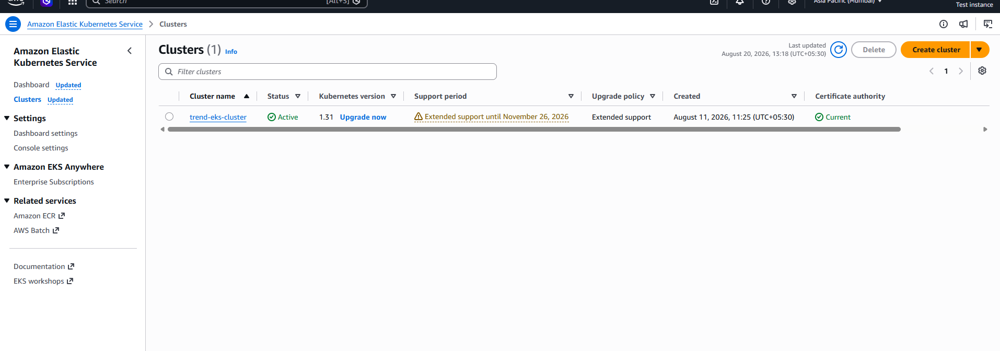 Search [Alt+S] Asia Pacific (Mumbai)
Test instance
Amazon Elastic Kubernetes Service > Clusters
Amazon Elastic
Kubernetes Service
Dashboard Updated
Clusters Updated
Settings
Dashboard settings
Console settings
Amazon EKS Anywhere
Enterprise Subscriptions
Related services
Amazon ECR
AWS Batch
Documentation
EKS workshops
Clusters (1) Info
Last updated
August 20, 2026, 13:18 (UTC+05:30)
Delete
Create cluster
Filter clusters
1
Cluster name Status Kubernetes version Support period Upgrade policy Created Certificate authority
trend-eks-cluster Active 1.31 Upgrade now Extended support until November 26, 2026 Extended support August 11, 2026, 11:25 (UTC+05:30) Current